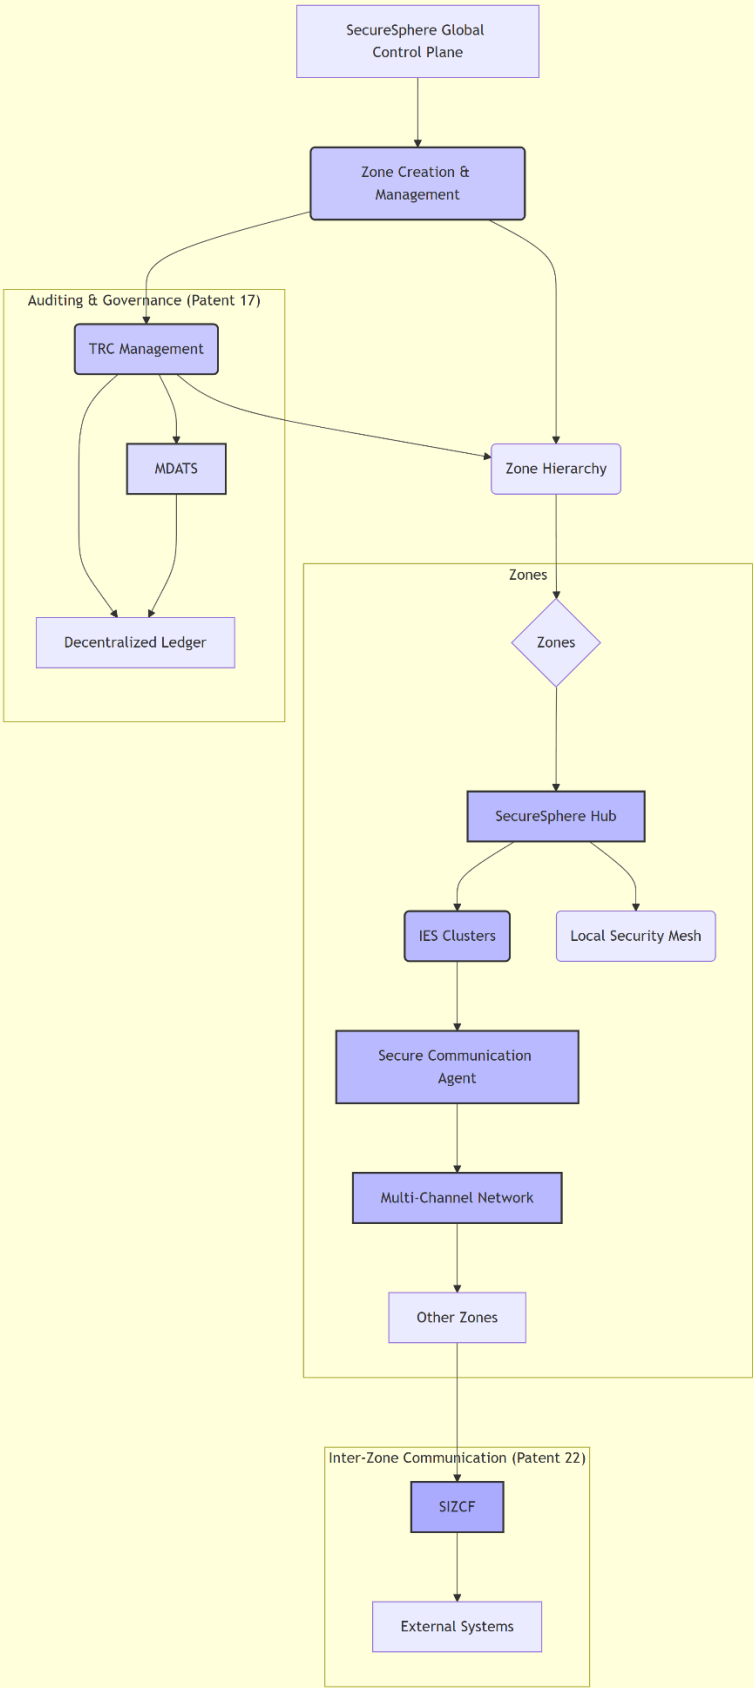 SecureSphere Global
Control Plane
Zone Creation &
Management
Auditing & Governance (Patent 17)
TRC Management
MDATS
Zone Hierarchy
Decentralized Ledger
Zones
Zones
SecureSphere Hub
IES Clusters
Local Security Mesh
Secure Communication
Agent
Multi-Channel Network
Other Zones
Inter-Zone Communication (Patent 22)
SIZCF
External Systems